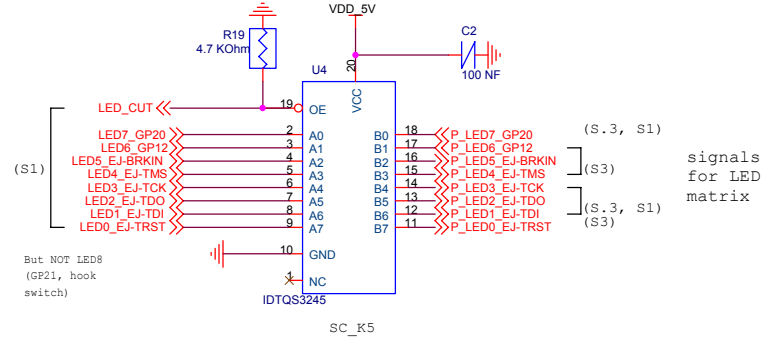 VDD_5V
R19
4.7 KOhm
C2
100 NF
U4
20
VCC
LED_CUT 19 OE
LED7_GP20 2 A0 B0 18 P_LED7_GP20 (S.3, S1)
LED6_GP12 3 A1 B1 17 P_LED6_GP12
LED5_EJ-BRKIN 4 A2 B2 16 P_LED5_EJ-BRKIN
LED4_EJ-TMS 5 A3 B3 15 P_LED4_EJ-TMS (S3)
LED3_EJ-TCK 6 A4 B4 14 P_LED3_EJ-TCK
LED2_EJ-TDO 7 A5 B5 13 P_LED2_EJ-TDO
LED1_EJ-TDI 8 A6 B6 12 P_LED1_EJ-TDI (S.3, S1)
LED0_EJ-TRST 9 A7 B7 11 P_LED0_EJ-TRST (S3)
(S1)
signals
for LED
matrix
10 GND
1 NC
But NOT LED8
(GP21, hook
switch)
IDTQS3245
SC_K5